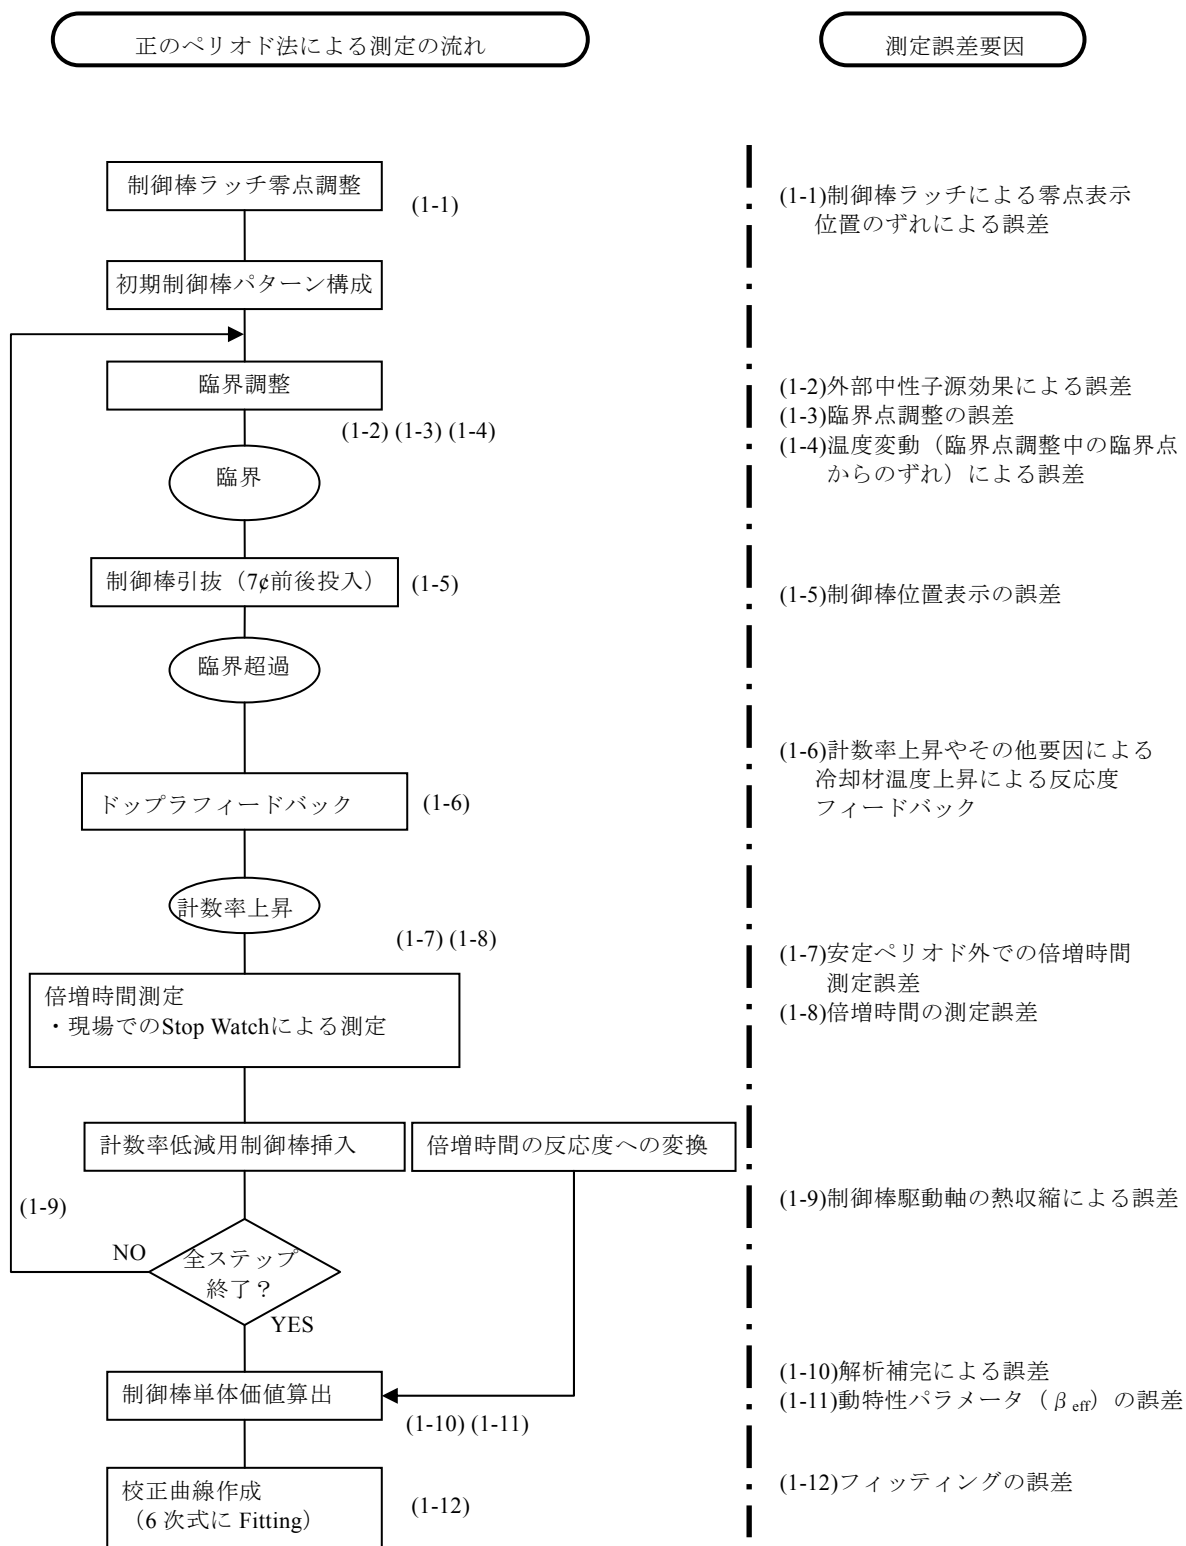 正のペリオド法による測定の流れ
測定誤差要因
制御棒ラッチ零点調整
(1-1)
初期制御棒パターン構成
臨界調整
(1-2) (1-3) (1-4)
臨界
制御棒引抜（7¢前後投入）
(1-5)
臨界超過
ドップラフィードバック
(1-6)
計数率上昇
(1-7) (1-8)
倍増時間測定
・現場でのStop Watchによる測定
計数率低減用制御棒挿入
倍増時間の反応度への変換
(1-9)
NO
全ステップ
終了？
YES
制御棒単体価値算出
(1-10) (1-11)
校正曲線作成
（6 次式に Fitting）
(1-12)
(1-1)制御棒ラッチによる零点表示
位置のずれによる誤差
(1-2)外部中性子源効果による誤差
(1-3)臨界点調整の誤差
(1-4)温度変動（臨界点調整中の臨界点
からのずれ）による誤差
(1-5)制御棒位置表示の誤差
(1-6)計数率上昇やその他要因による
冷却材温度上昇による反応度
フィードバック
(1-7)安定ペリオド外での倍増時間
測定誤差
(1-8)倍増時間の測定誤差
(1-9)制御棒駆動軸の熱収縮による誤差
(1-10)解析補完による誤差
(1-11)動特性パラメータ（βeff）の誤差
(1-12)フィッティングの誤差